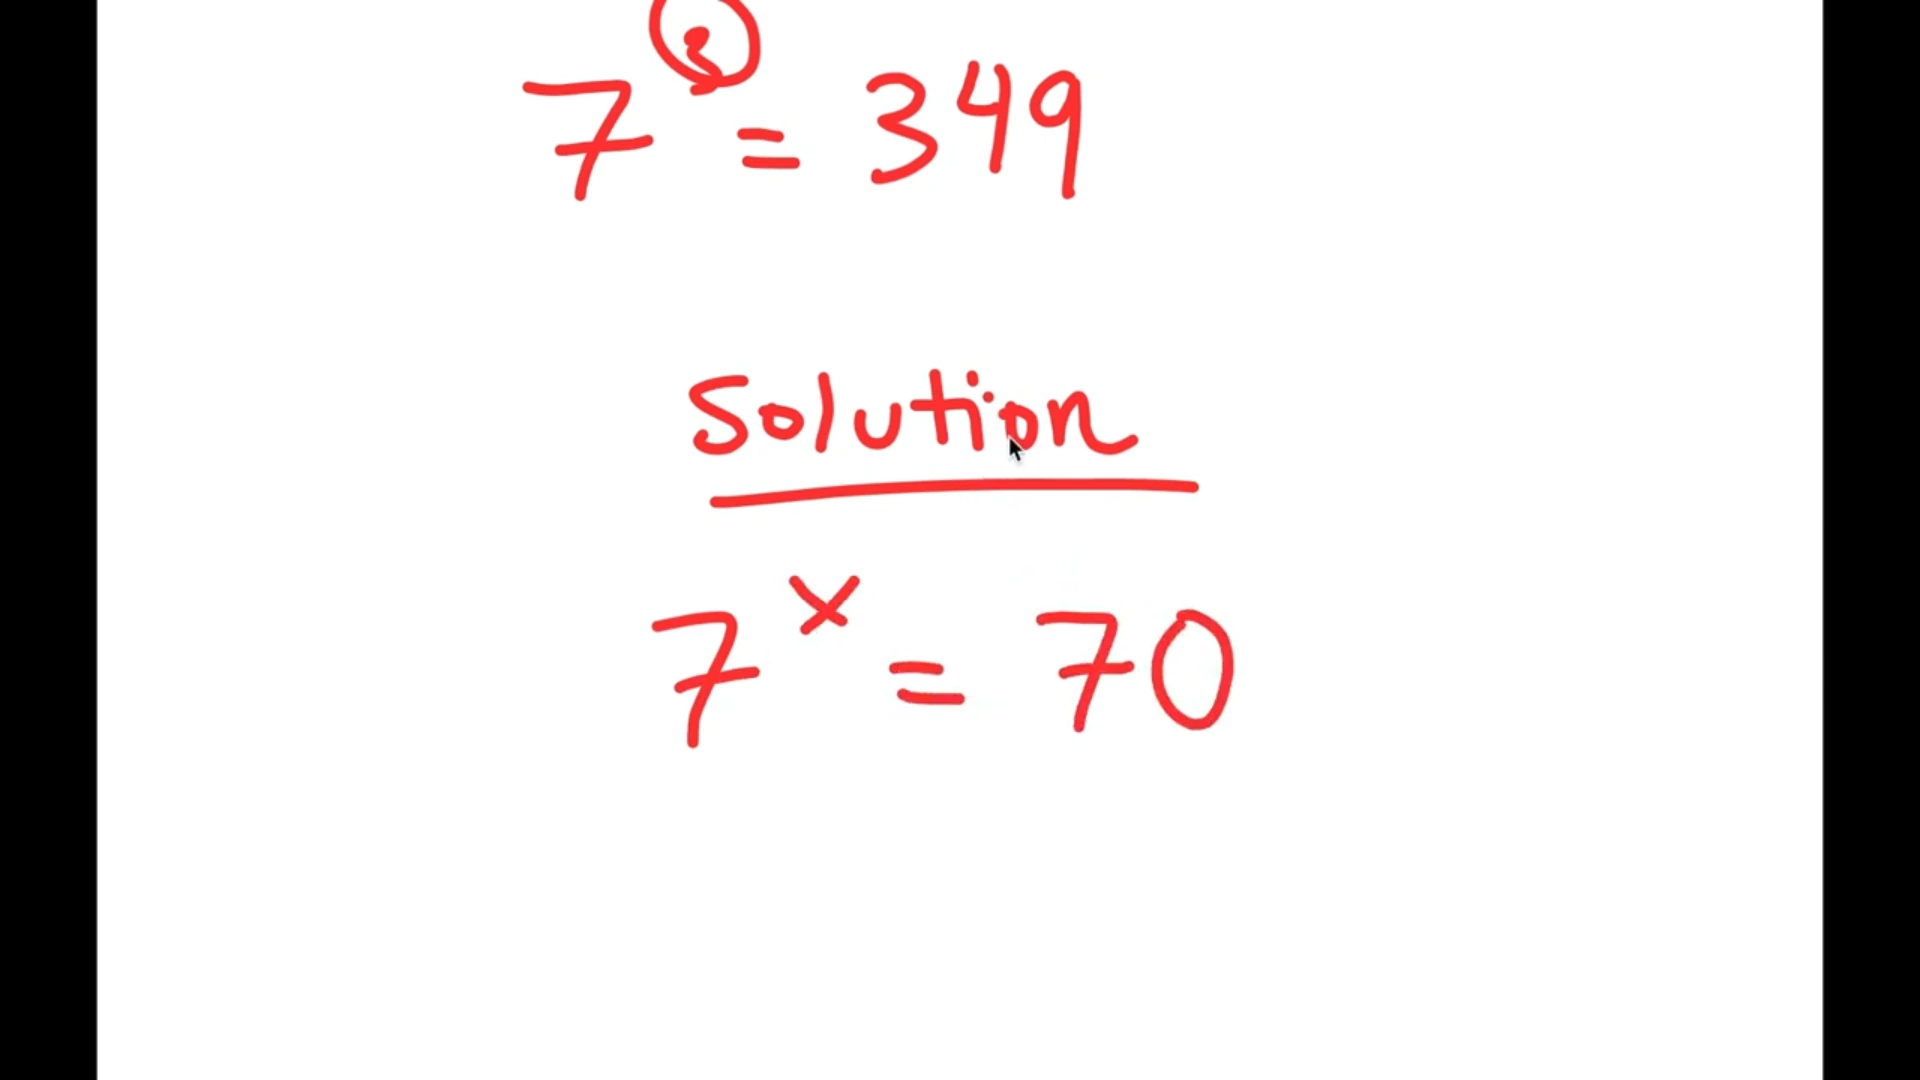 7³ = 349
Solution
7ˣ = 70